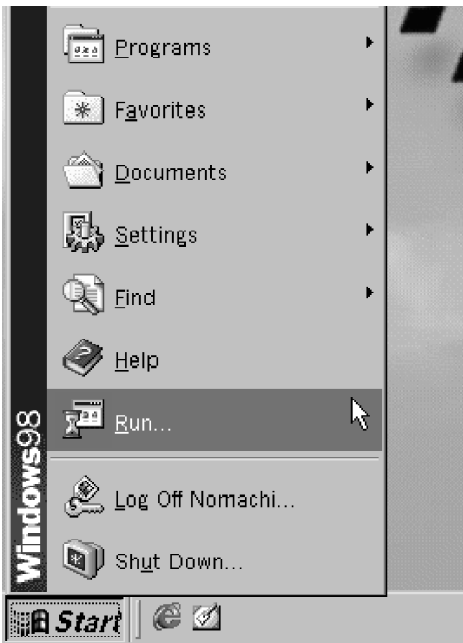 Programs
Favorites
Documents
Settings
Find
Help
Run...
Log Off Nomachi...
Shut Down...
Windows98
Start